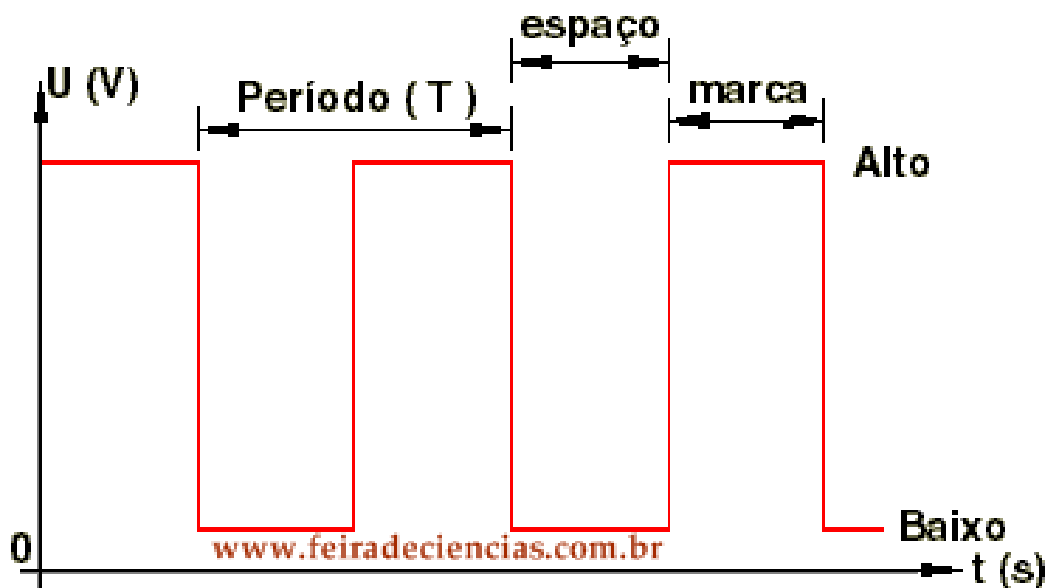 espaço
U (V)
Período ( T )
marca
Alto
Baixo
0
www.feiradeciencias.com.br
t (s)